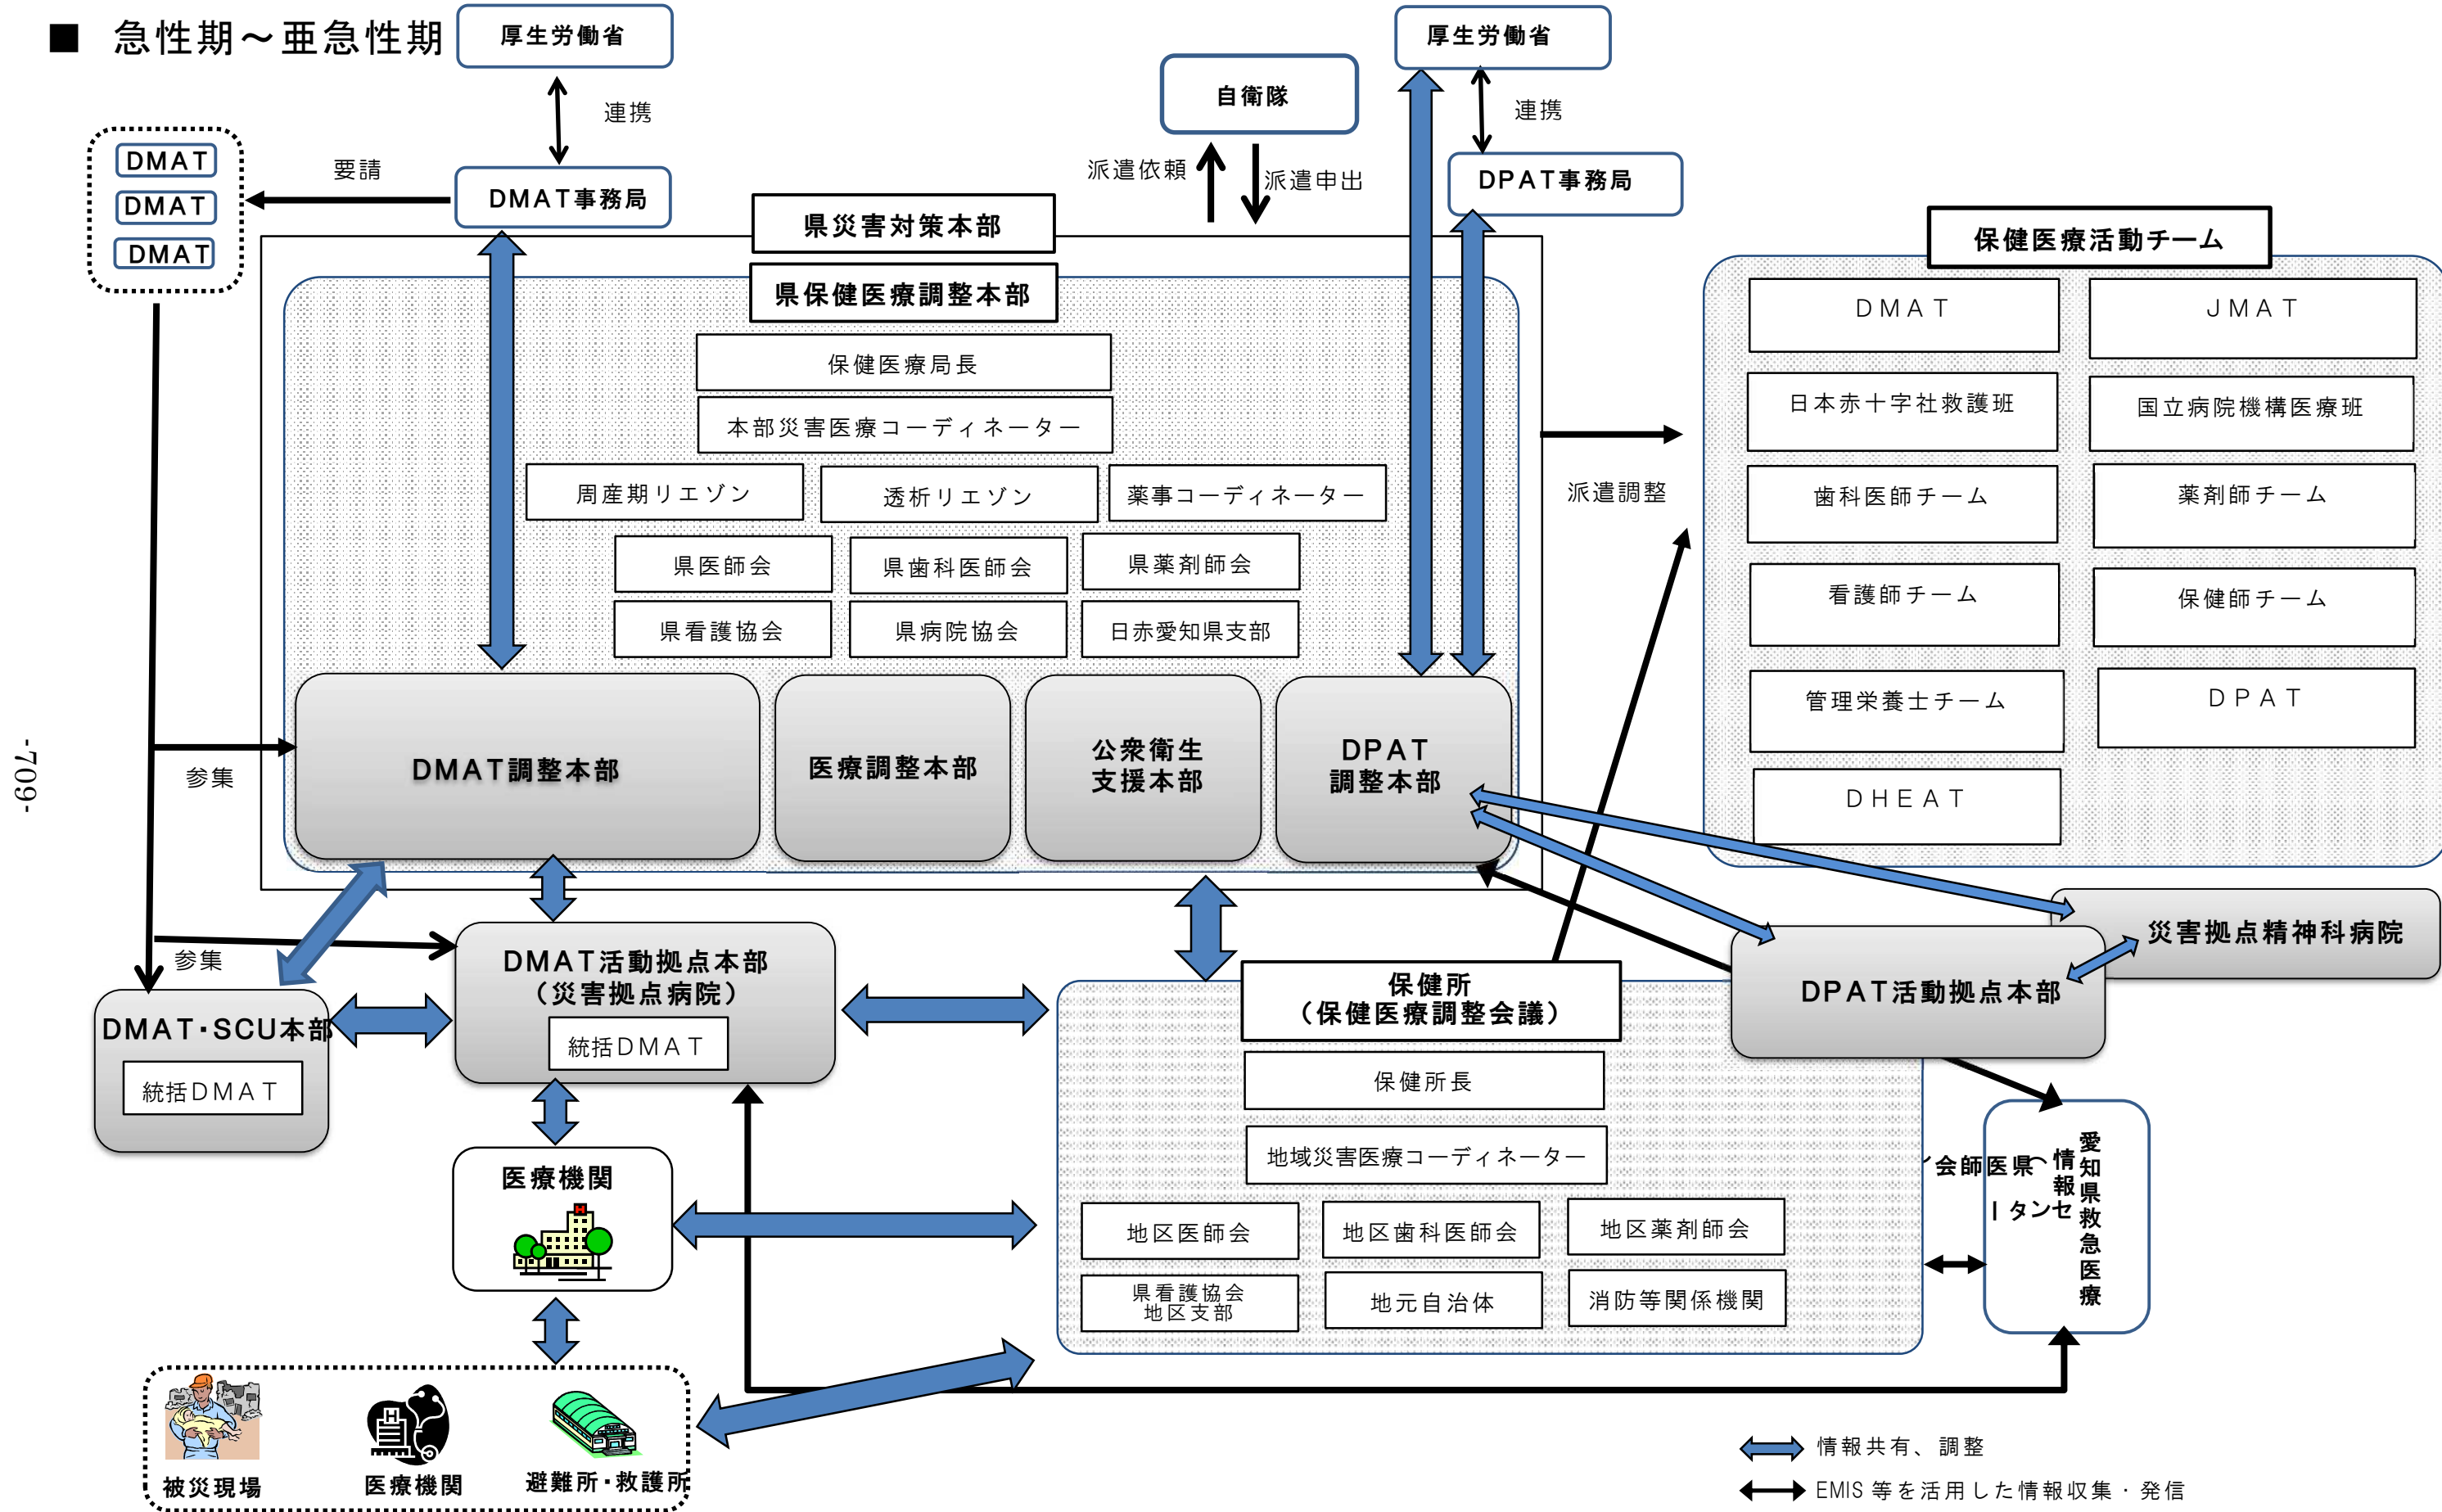 ■ 急性期～亜急性期
厚生労働省
連携
DMAT
DMAT
DMAT
要請
DMAT事務局
自衛隊
派遣依頼
派遣申出
厚生労働省
連携
DPAT事務局
県災害対策本部
県保健医療調整本部
保健医療局長
本部災害医療コーディネーター
周産期リエゾン
透析リエゾン
薬事コーディネーター
県医師会
県歯科医師会
県薬剤師会
県看護協会
県病院協会
日赤愛知県支部
DMAT調整本部
医療調整本部
公衆衛生
支援本部
DPAT
調整本部
参集
参集
派遣調整
保健医療活動チーム
DMAT
JMAT
日本赤十字社救護班
国立病院機構医療班
歯科医師チーム
薬剤師チーム
看護師チーム
保健師チーム
管理栄養士チーム
DPAT
DHEAT
災害拠点精神科病院
DPAT活動拠点本部
DMAT活動拠点本部
（災害拠点病院）
統括DMAT
DMAT・SCU本部
統括DMAT
保健所
（保健医療調整会議）
保健所長
地域災害医療コーディネーター
地区医師会
地区歯科医師会
地区薬剤師会
県看護協会
地区支部
地元自治体
消防等関係機関
愛知県救急医療
情報センター
（県医師会）
医療機関
被災現場
医療機関
避難所・救護所
情報共有、調整
EMIS 等を活用した情報収集・発信
-709-